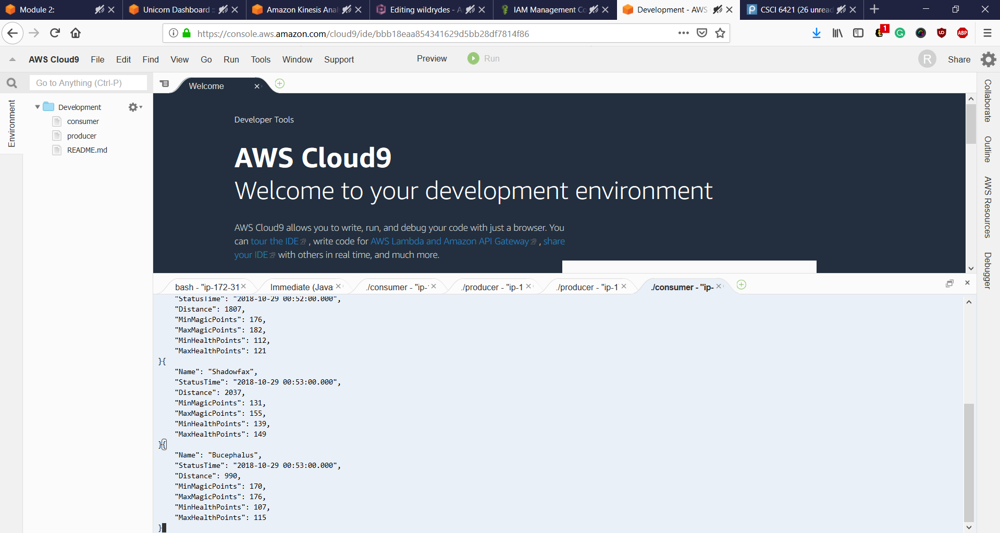 Module 2:
Unicorn Dashboard ::
Amazon Kinesis Anal
Editing wildrydes - A
IAM Management Co
Development - AWS
CSCI 6421 (26 unread
https://console.aws.amazon.com/cloud9/ide/bbb18eaa854341629d5bb28df7814f86
1
ABP
AWS Cloud9 File Edit Find View Go Run Tools Window Support Preview Run R Share
Go to Anything (Ctrl-P)
Welcome
Environment
Development
consumer
producer
README.md
Developer Tools
AWS Cloud9
Welcome to your development environment
AWS Cloud9 allows you to write, run, and debug your code with just a browser. You
can tour the IDE , write code for AWS Lambda and Amazon API Gateway , share
your IDE with others in real time, and much more.
Collaborate
Outline
AWS Resources
Debugger
bash - "ip-172-31
Immediate (Java
./consumer - "ip-
./producer - "ip-1
./producer - "ip-1
./consumer - "ip-
"StatusTime": "2018-10-29 00:52:00.000",
"Distance": 1807,
"MinMagicPoints": 176,
"MaxMagicPoints": 182,
"MinHealthPoints": 112,
"MaxHealthPoints": 121
}{
"Name": "Shadowfax",
"StatusTime": "2018-10-29 00:53:00.000",
"Distance": 2037,
"MinMagicPoints": 131,
"MaxMagicPoints": 155,
"MinHealthPoints": 139,
"MaxHealthPoints": 149
}{
"Name": "Bucephalus",
"StatusTime": "2018-10-29 00:53:00.000",
"Distance": 990,
"MinMagicPoints": 170,
"MaxMagicPoints": 176,
"MinHealthPoints": 107,
"MaxHealthPoints": 115
}